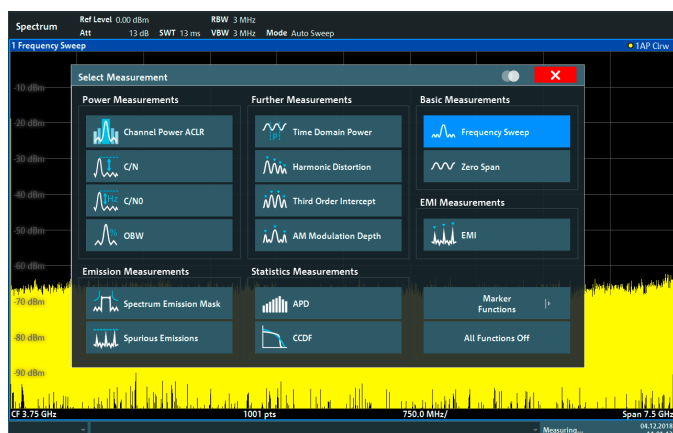 Spectrum
Ref Level 0.00 dBm RBW 3 MHz
Att 13 dB SWT 13 ms VBW 3 MHz Mode Auto Sweep
1 Frequency Sweep 1AP Clrw
Select Measurement
Power Measurements
Channel Power ACLR
C/N
C/N0
OBW
Further Measurements
Time Domain Power
Harmonic Distortion
Third Order Intercept
AM Modulation Depth
Basic Measurements
Frequency Sweep
Zero Span
EMI Measurements
EMI
Emission Measurements
Spectrum Emission Mask
Spurious Emissions
Statistics Measurements
APD
CCDF
Marker
Functions
All Functions Off
-10 dBm
-20 dBm
-30 dBm
-40 dBm
-50 dBm
-60 dBm
-70 dBm
-80 dBm
-90 dBm
CF 3.75 GHz 1001 pts 750.0 MHz/ Span 7.5 GHz
Measuring... 04.12.2018